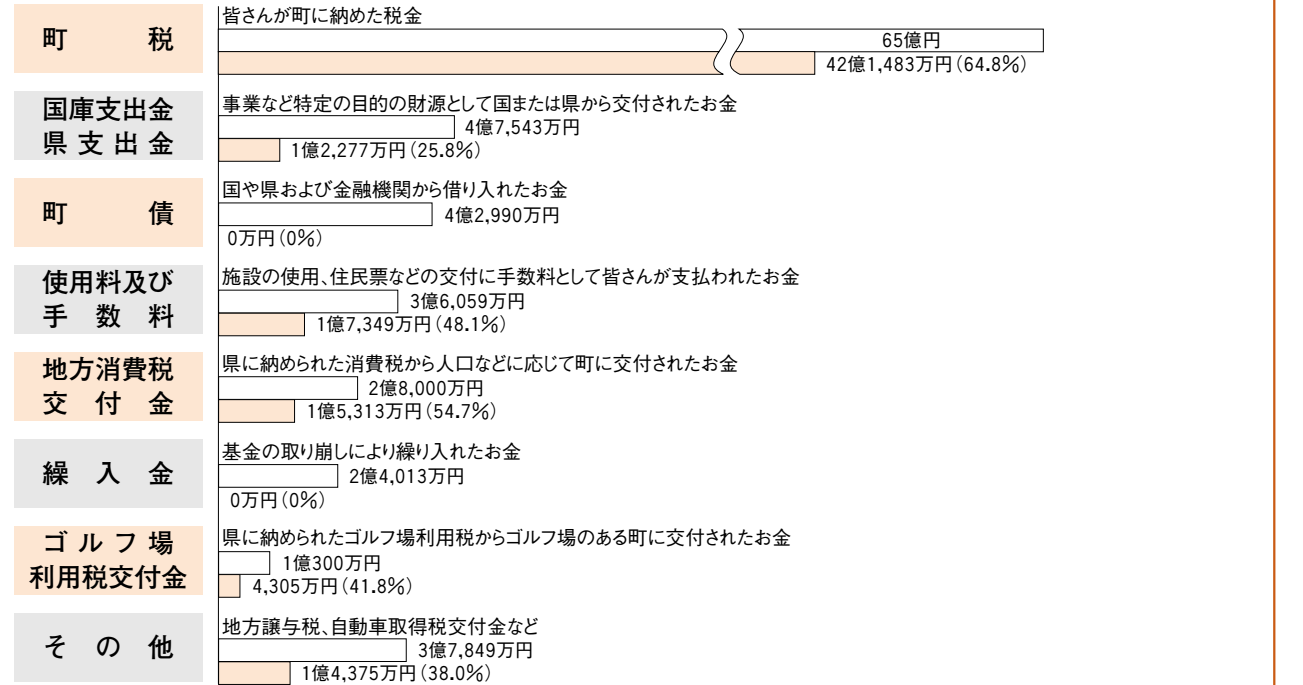 町税
皆さんが町に納めた税金
65億円
42億1,483万円(64.8%)
国庫支出金
県支出金
事業など特定の目的の財源として国または県から交付されたお金
4億7,543万円
1億2,277万円(25.8%)
町債
国や県および金融機関から借り入れたお金
4億2,990万円
0万円(0%)
使用料及び
手数料
施設の使用、住民票などの交付に手数料として皆さんが支払われたお金
3億6,059万円
1億7,349万円(48.1%)
地方消費税
交付金
県に納められた消費税から人口などに応じて町に交付されたお金
2億8,000万円
1億5,313万円(54.7%)
繰入金
基金の取り崩しにより繰り入れたお金
2億4,013万円
0万円(0%)
ゴルフ場
利用税交付金
県に納められたゴルフ場利用税からゴルフ場のある町に交付されたお金
1億300万円
4,305万円(41.8%)
その他
地方譲与税、自動車取得税交付金など
3億7,849万円
1億4,375万円(38.0%)